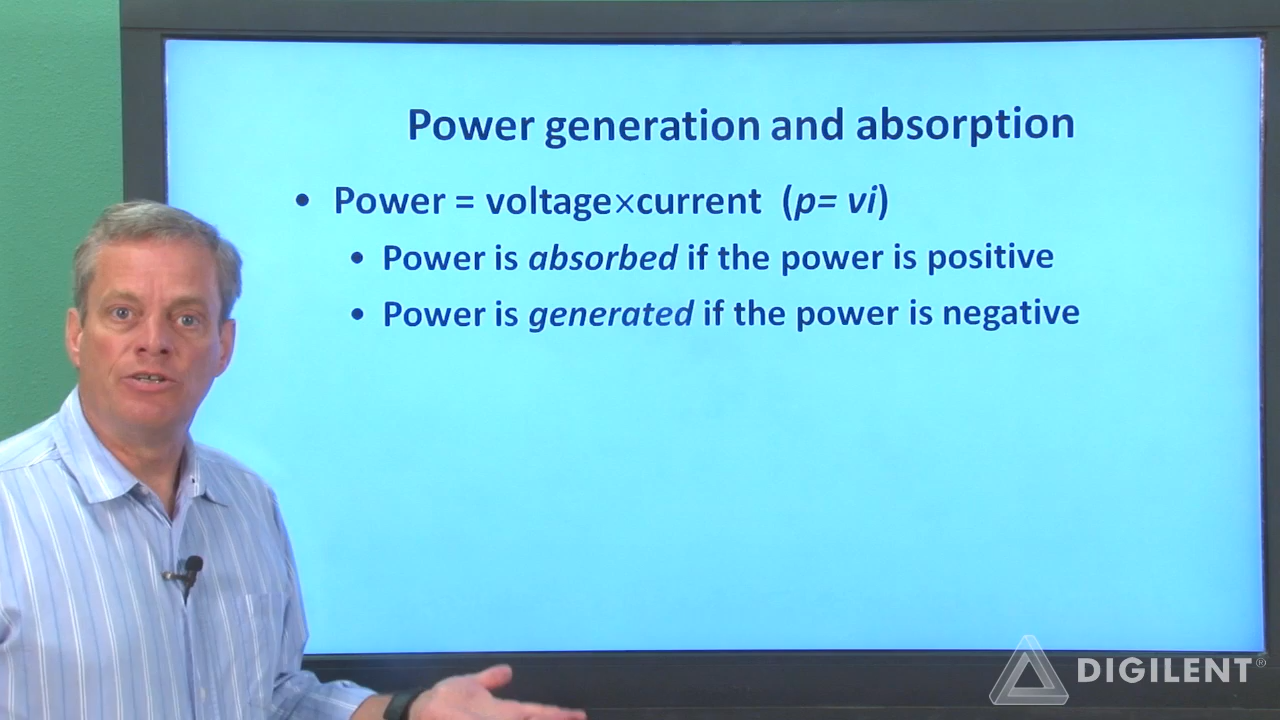 Power generation and absorption
• Power = voltage×current (p= vi)
• Power is absorbed if the power is positive
• Power is generated if the power is negative
DIGILENT®